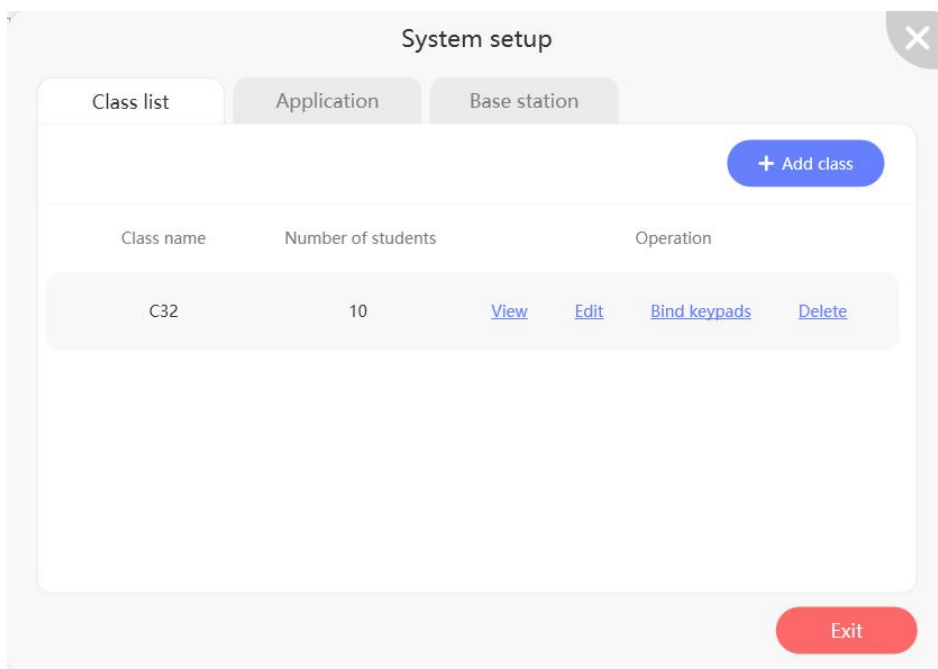 System setup
Class list Application Base station
+ Add class
Class name Number of students Operation
C32 10 View Edit Bind keypads Delete
Exit